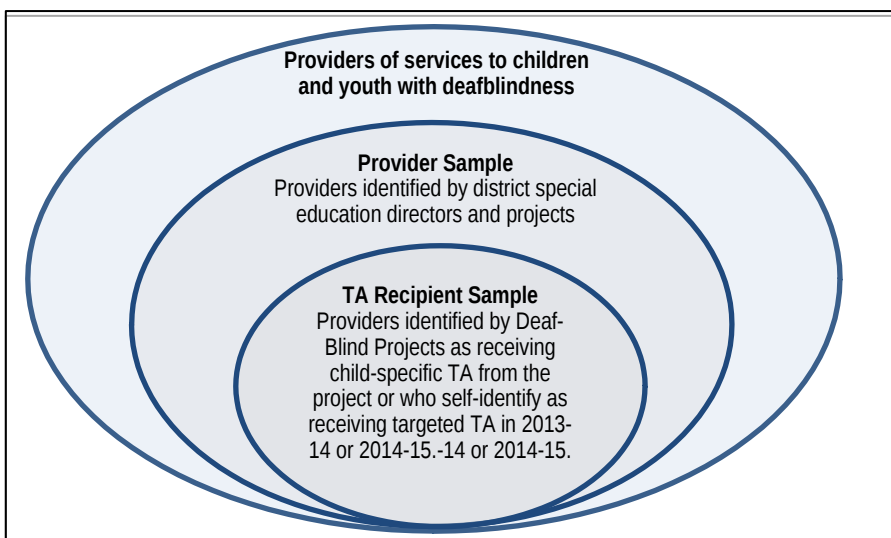 Providers of services to children
and youth with deafblindness
Provider Sample
Providers identified by district special
education directors and projects
TA Recipient Sample
Providers identified by Deaf-
Blind Projects as receiving
child-specific TA from the
project or who self-identify as
receiving targeted TA in 2013-
14 or 2014-15.-14 or 2014-15.